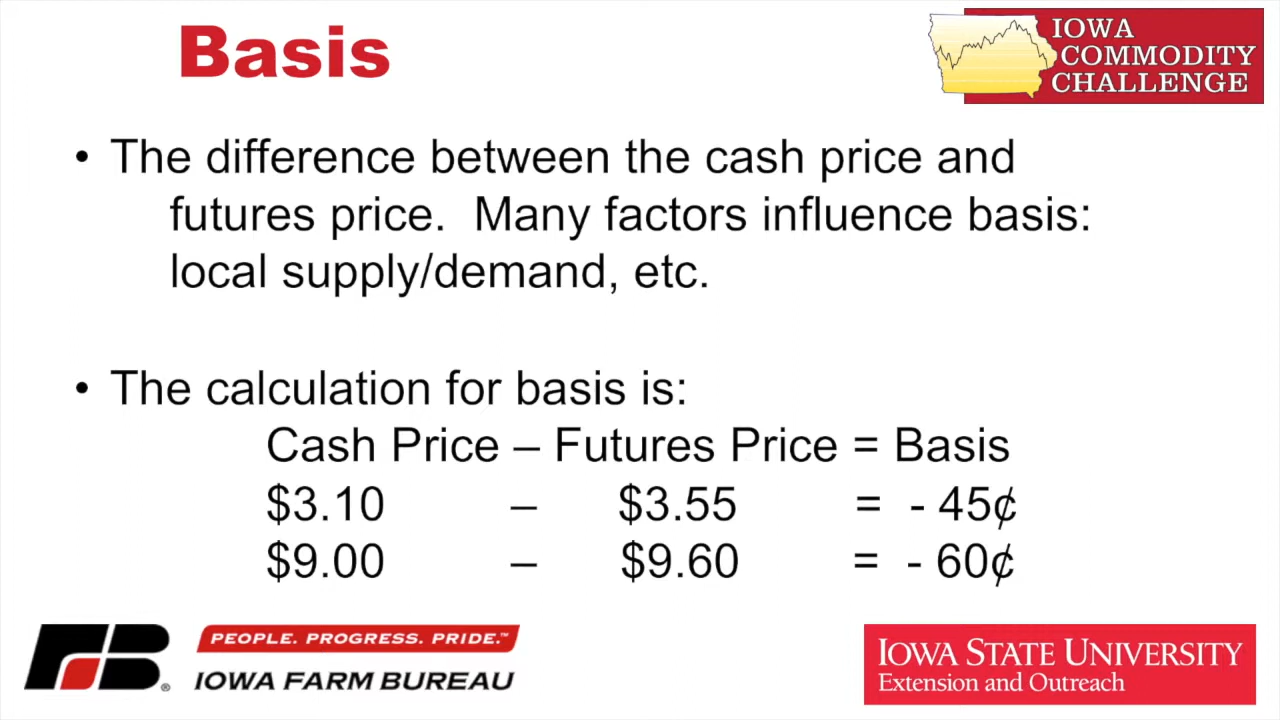 Basis
IOWA
COMMODITY
CHALLENGE
• The difference between the cash price and
futures price. Many factors influence basis:
local supply/demand, etc.
• The calculation for basis is:
Cash Price – Futures Price = Basis
$3.10 – $3.55 = - 45¢
$9.00 – $9.60 = - 60¢
FB®
PEOPLE. PROGRESS. PRIDE.™
IOWA FARM BUREAU
IOWA STATE UNIVERSITY
Extension and Outreach